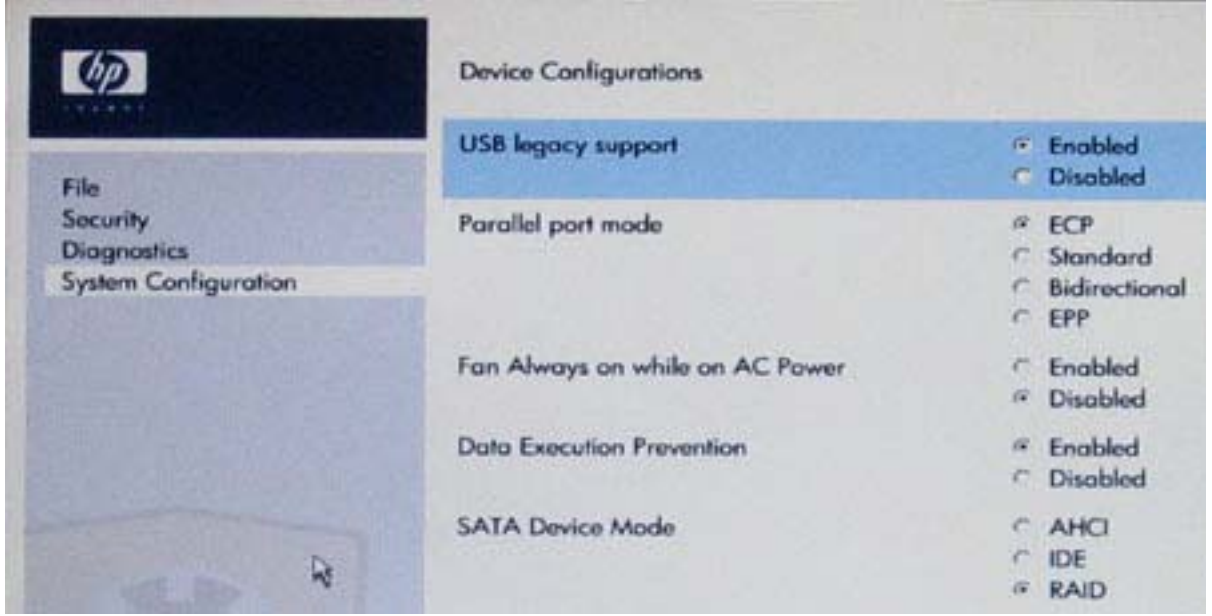 hp
invent
File
Security
Diagnostics
System Configuration
Device Configurations
USB legacy support
Enabled
Disabled
Parallel port mode
ECP
Standard
Bidirectional
EPP
Fan Always on while on AC Power
Enabled
Disabled
Data Execution Prevention
Enabled
Disabled
SATA Device Mode
AHCI
IDE
RAID